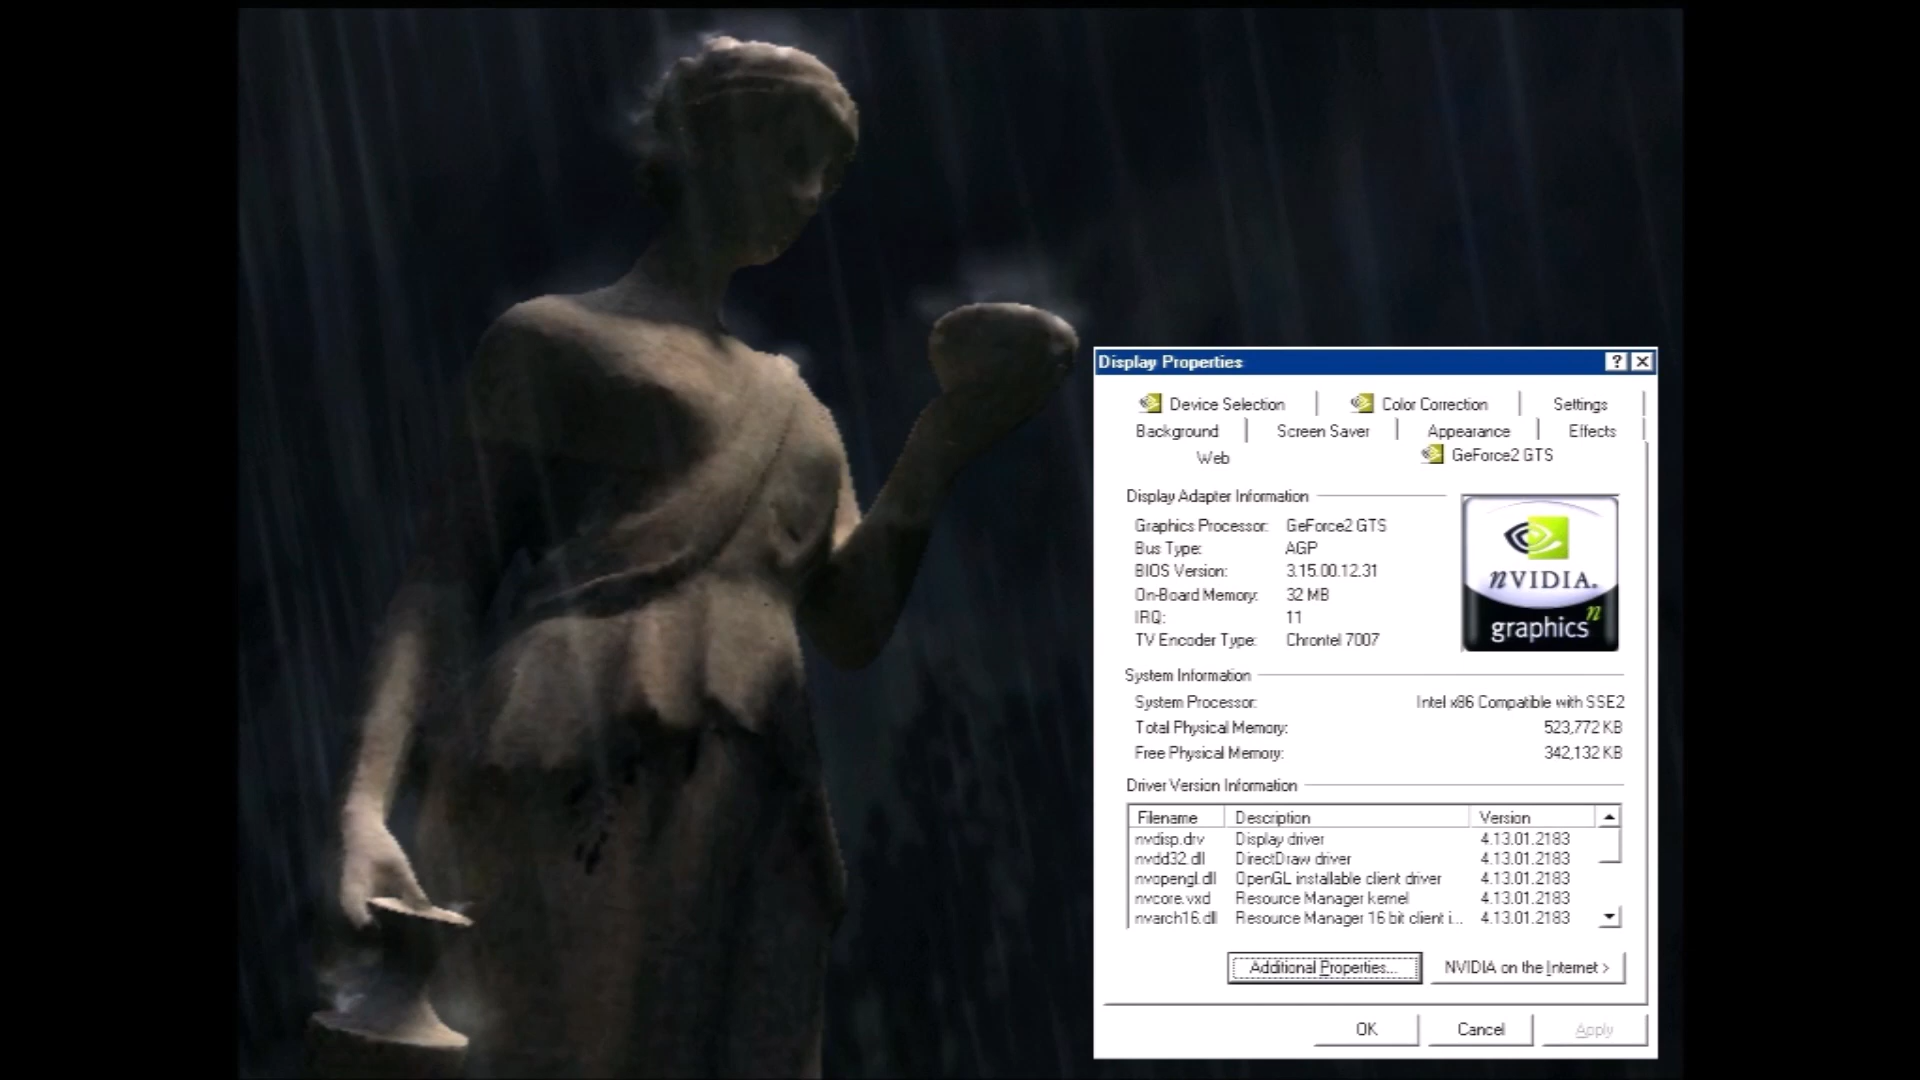 Display Properties
Device Selection Color Correction Settings
Background Screen Saver Appearance Effects
Web GeForce2 GTS
Display Adapter Information
Graphics Processor: GeForce2 GTS
Bus Type: AGP
BIOS Version: 3.15.00.12.31
On-Board Memory: 32 MB
IRQ: 11
TV Encoder Type: Chrontel 7007
nVIDIA.
graphics n
System Information
System Processor: Intel x86 Compatible with SSE2
Total Physical Memory: 523,772 KB
Free Physical Memory: 342,132 KB
Driver Version Information
Filename Description Version
nvdisp.drv Display driver 4.13.01.2183
nvdd32.dll DirectDraw driver 4.13.01.2183
nvopengl.dll OpenGL installable client driver 4.13.01.2183
nvcore.vxd Resource Manager kernel 4.13.01.2183
nvarch16.dll Resource Manager 16 bit client i... 4.13.01.2183
Additional Properties... NVIDIA on the Internet >
OK Cancel Apply